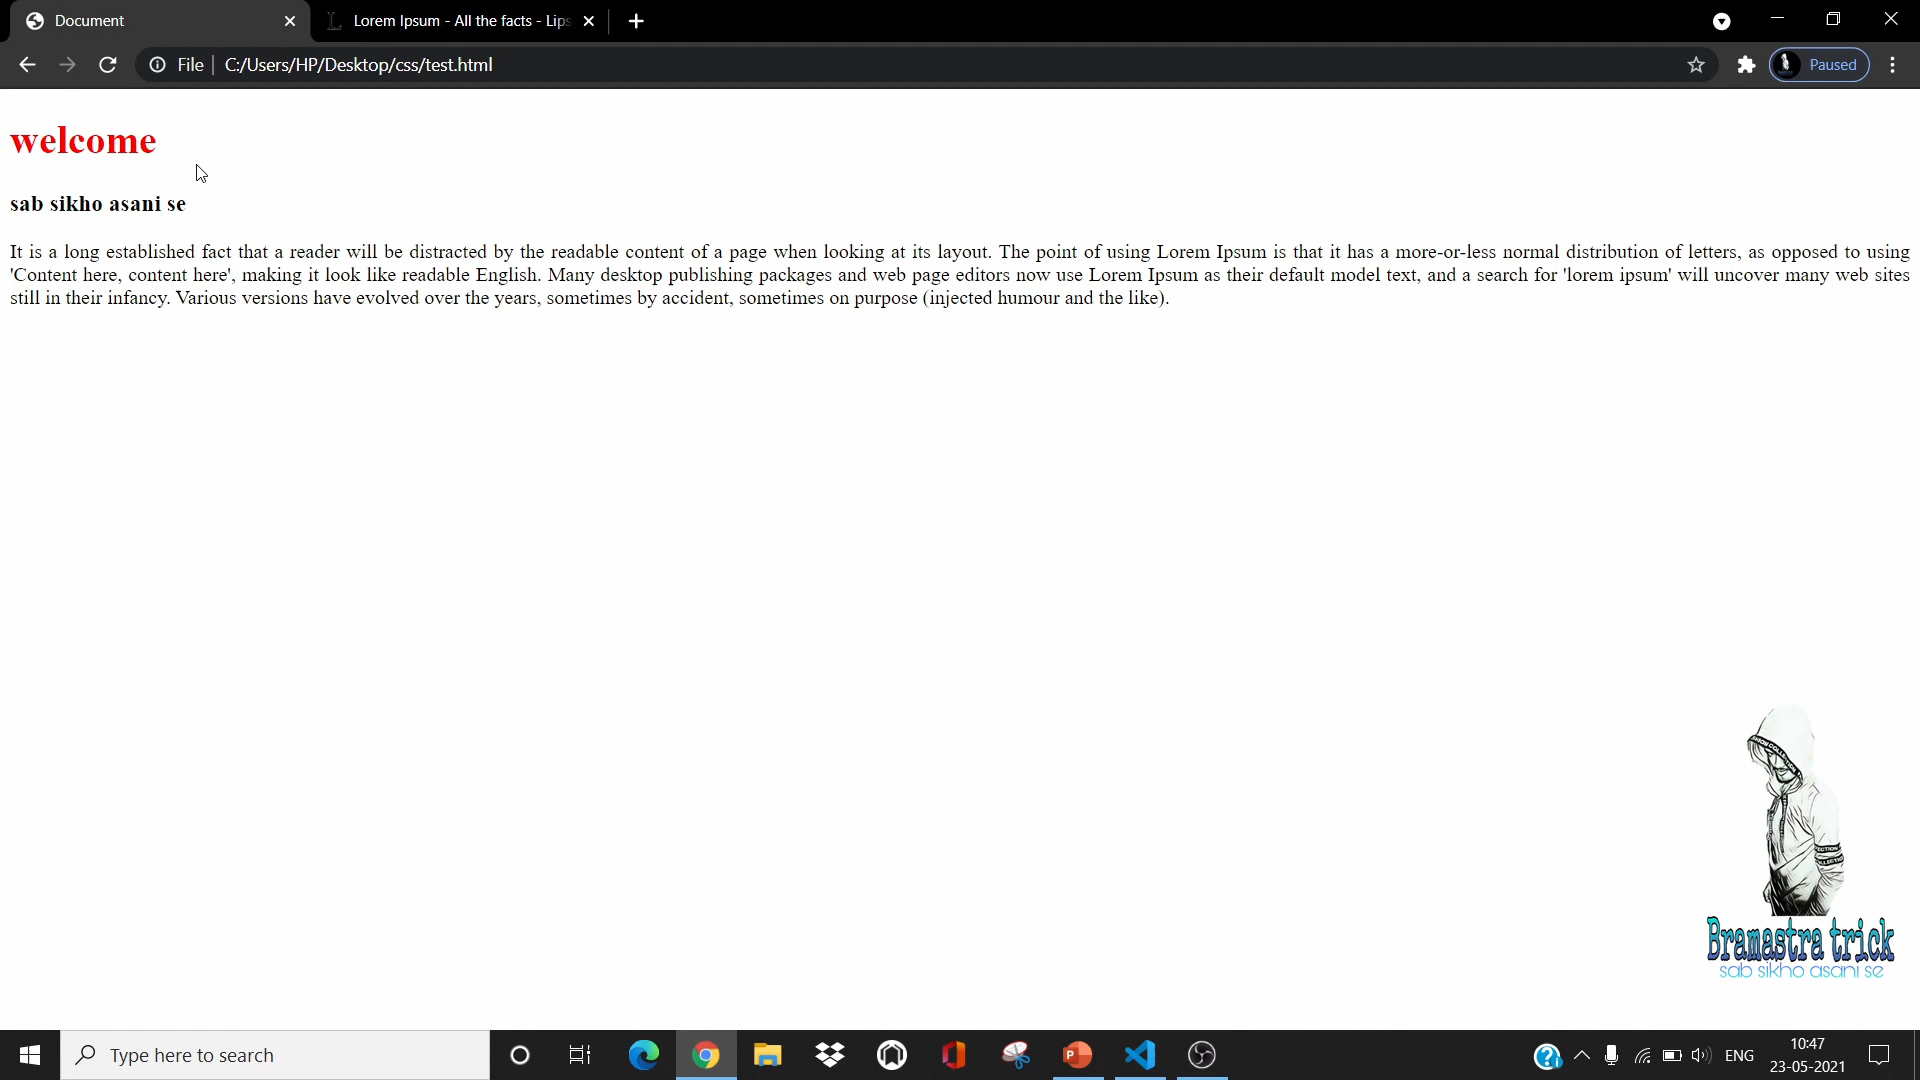 Document
Lorem Ipsum - All the facts - Lips
File
C:/Users/HP/Desktop/css/test.html
Paused
welcome
sab sikho asani se
It is a long established fact that a reader will be distracted by the readable content of a page when looking at its layout. The point of using Lorem Ipsum is that it has a more-or-less normal distribution of letters, as opposed to using
'Content here, content here', making it look like readable English. Many desktop publishing packages and web page editors now use Lorem Ipsum as their default model text, and a search for 'lorem ipsum' will uncover many web sites
still in their infancy. Various versions have evolved over the years, sometimes by accident, sometimes on purpose (injected humour and the like).
Bramastra trick
sab sikho asani se
Type here to search
ENG
10:47
23-05-2021